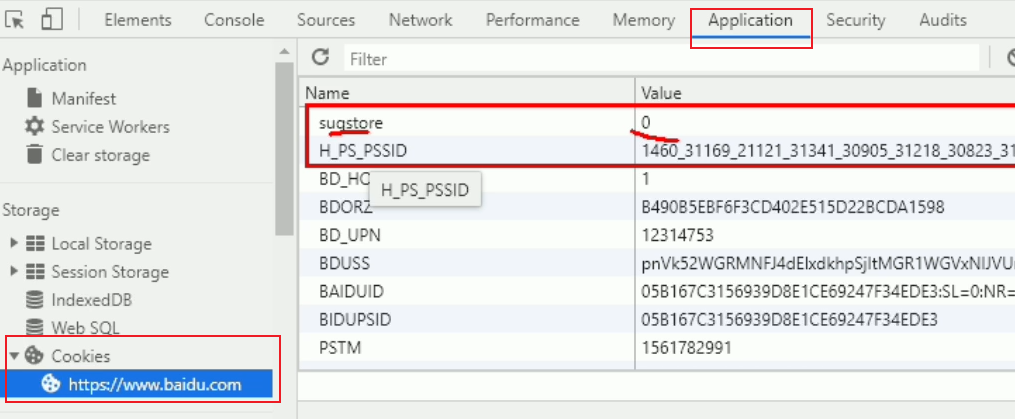 Elements Console Sources Network Performance Memory Application Security Audits
Application
Manifest
Service Workers
Clear storage
Storage
Local Storage
Session Storage
IndexedDB
Web SQL
Cookies
https://www.baidu.com
Filter
Name Value
sugstore 0
H_PS_PSSID 1460_31169_21121_31341_30905_31218_30823_31
BD_HO 1
H_PS_PSSID
BDORZ B490B5EBF6F3CD402E515D22BCDA1598
BD_UPN 12314753
BDUSS
BAIDUID 05B167C3156939D8E1CE69247F34EDE3:SL=0:NR=
BIDUPSID 05B167C3156939D8E1CE69247F34EDE3
PSTM 1561782991